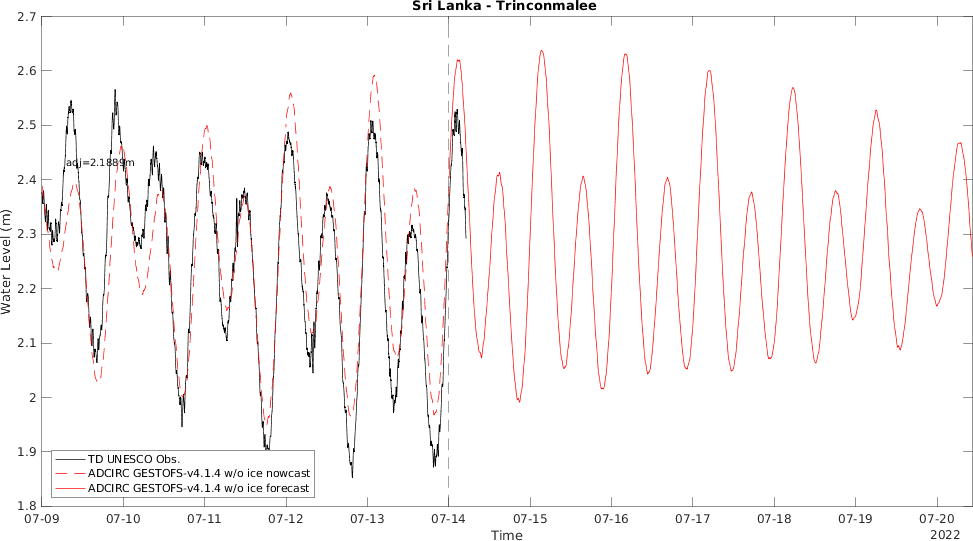 Sri Lanka - Trinconmalee
2.7
2.6
2.5
2.4
2.3
2.2
2.1
2
1.9
1.8
Water Level (m)
adj=2.1889m
TD UNESCO Obs.
ADCIRC GESTOFS-v4.1.4 w/o ice nowcast
ADCIRC GESTOFS-v4.1.4 w/o ice forecast
07-09 07-10 07-11 07-12 07-13 07-14 07-15 07-16 07-17 07-18 07-19 07-20
2022
Time